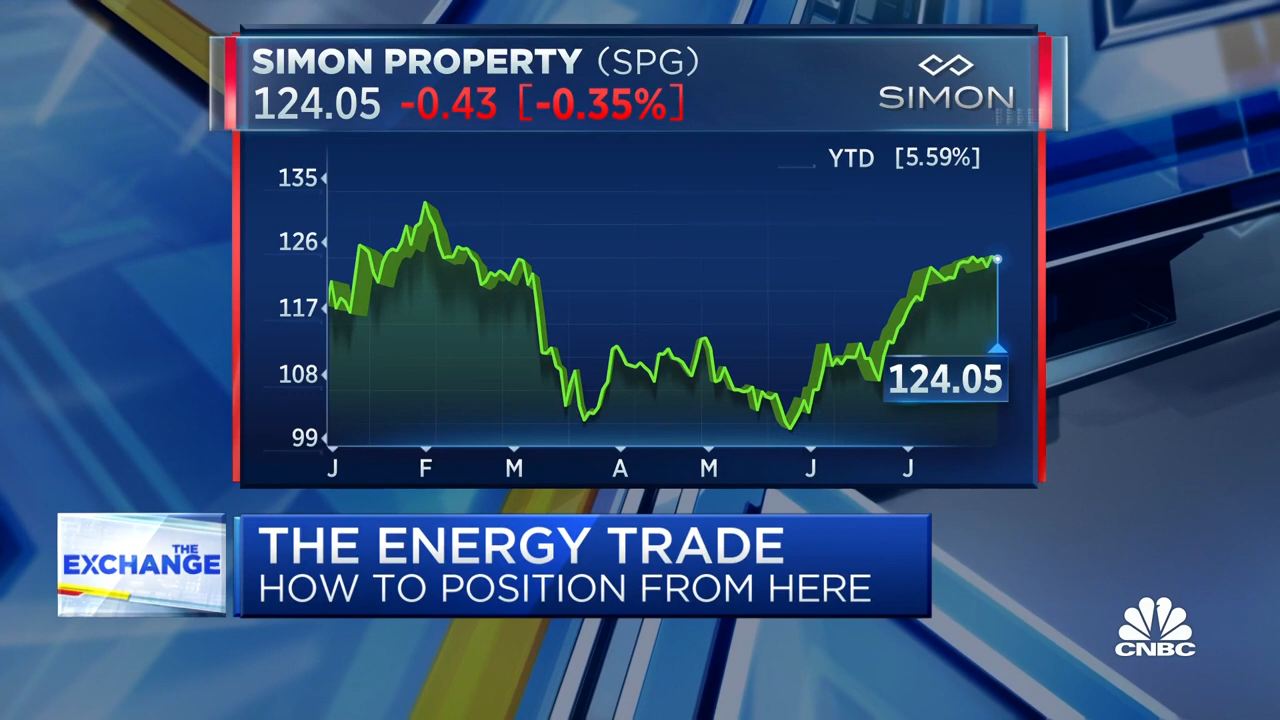 SIMON PROPERTY (SPG)
124.05 -0.43 [-0.35%]
SIMON
YTD [5.59%]
135
126
117
108
99
J F M A M J J
124.05
THE EXCHANGE
THE ENERGY TRADE
HOW TO POSITION FROM HERE
CNBC